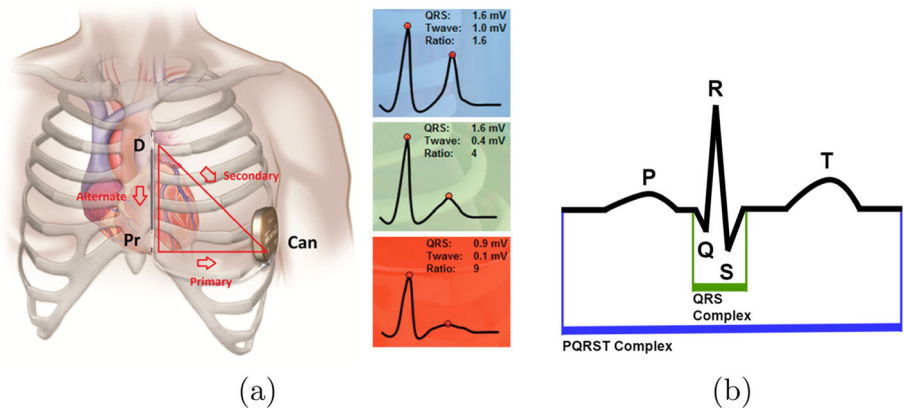 D
Alternate
Secondary
Pr
Can
Primary
QRS: 1.6 mV
Twave: 1.0 mV
Ratio: 1.6
QRS: 1.6 mV
Twave: 0.4 mV
Ratio: 4
QRS: 0.9 mV
Twave: 0.1 mV
Ratio: 9
(a)
R
P
T
Q
S
QRS
Complex
PQRST Complex
(b)